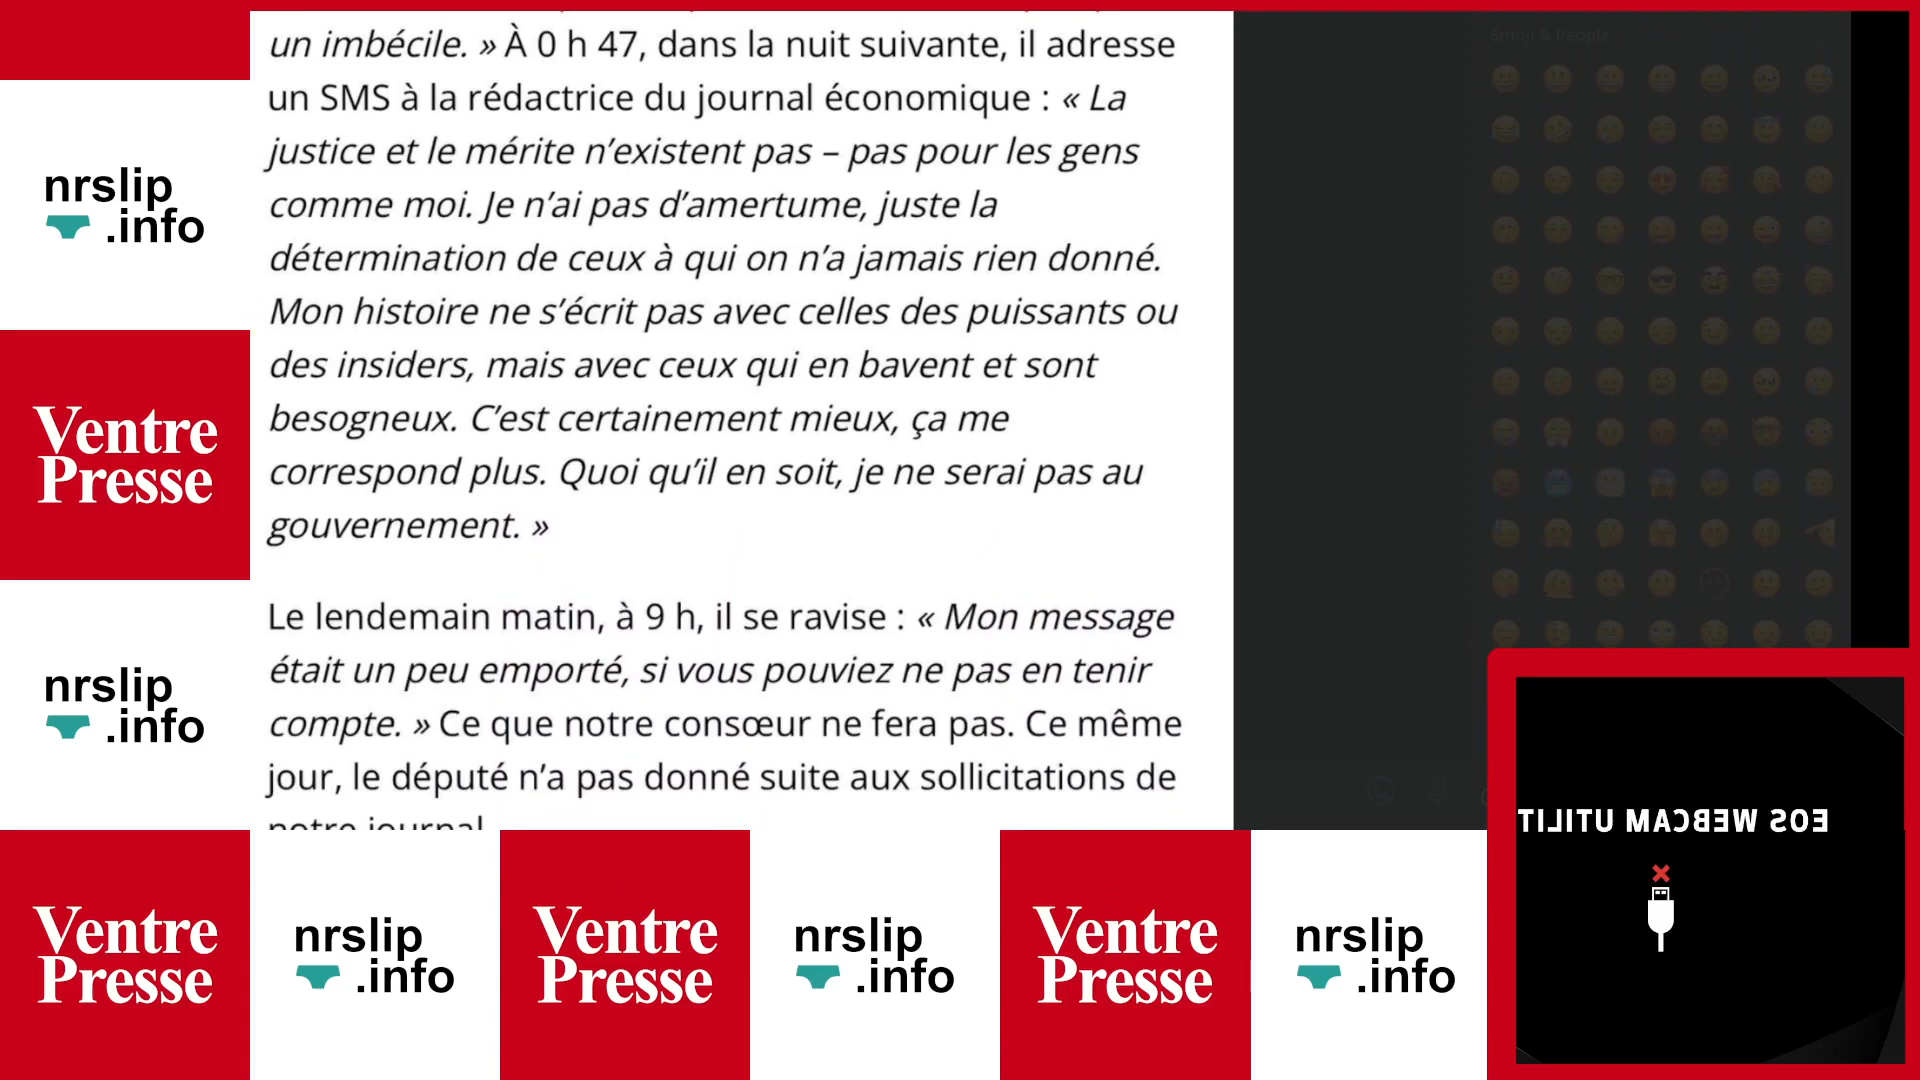 un imbécile. » À 0 h 47, dans la nuit suivante, il adresse
un SMS à la rédactrice du journal économique : « La
justice et le mérite n’existent pas – pas pour les gens
comme moi. Je n’ai pas d’amertume, juste la
détermination de ceux à qui on n’a jamais rien donné.
Mon histoire ne s’écrit pas avec celles des puissants ou
des insiders, mais avec ceux qui en bavent et sont
besogneux. C’est certainement mieux, ça me
correspond plus. Quoi qu’il en soit, je ne serai pas au
gouvernement. »
Le lendemain matin, à 9 h, il se ravise : « Mon message
était un peu emporté, si vous pouviez ne pas en tenir
compte. » Ce que notre consœur ne fera pas. Ce même
jour, le député n’a pas donné suite aux sollicitations de
notre journal
Emoji & People
nrslip
.info
Ventre
Presse
nrslip
.info
Ventre
Presse
nrslip
.info
Ventre
Presse
nrslip
.info
Ventre
Presse
nrslip
.info
EOS WEBCAM UTILIT